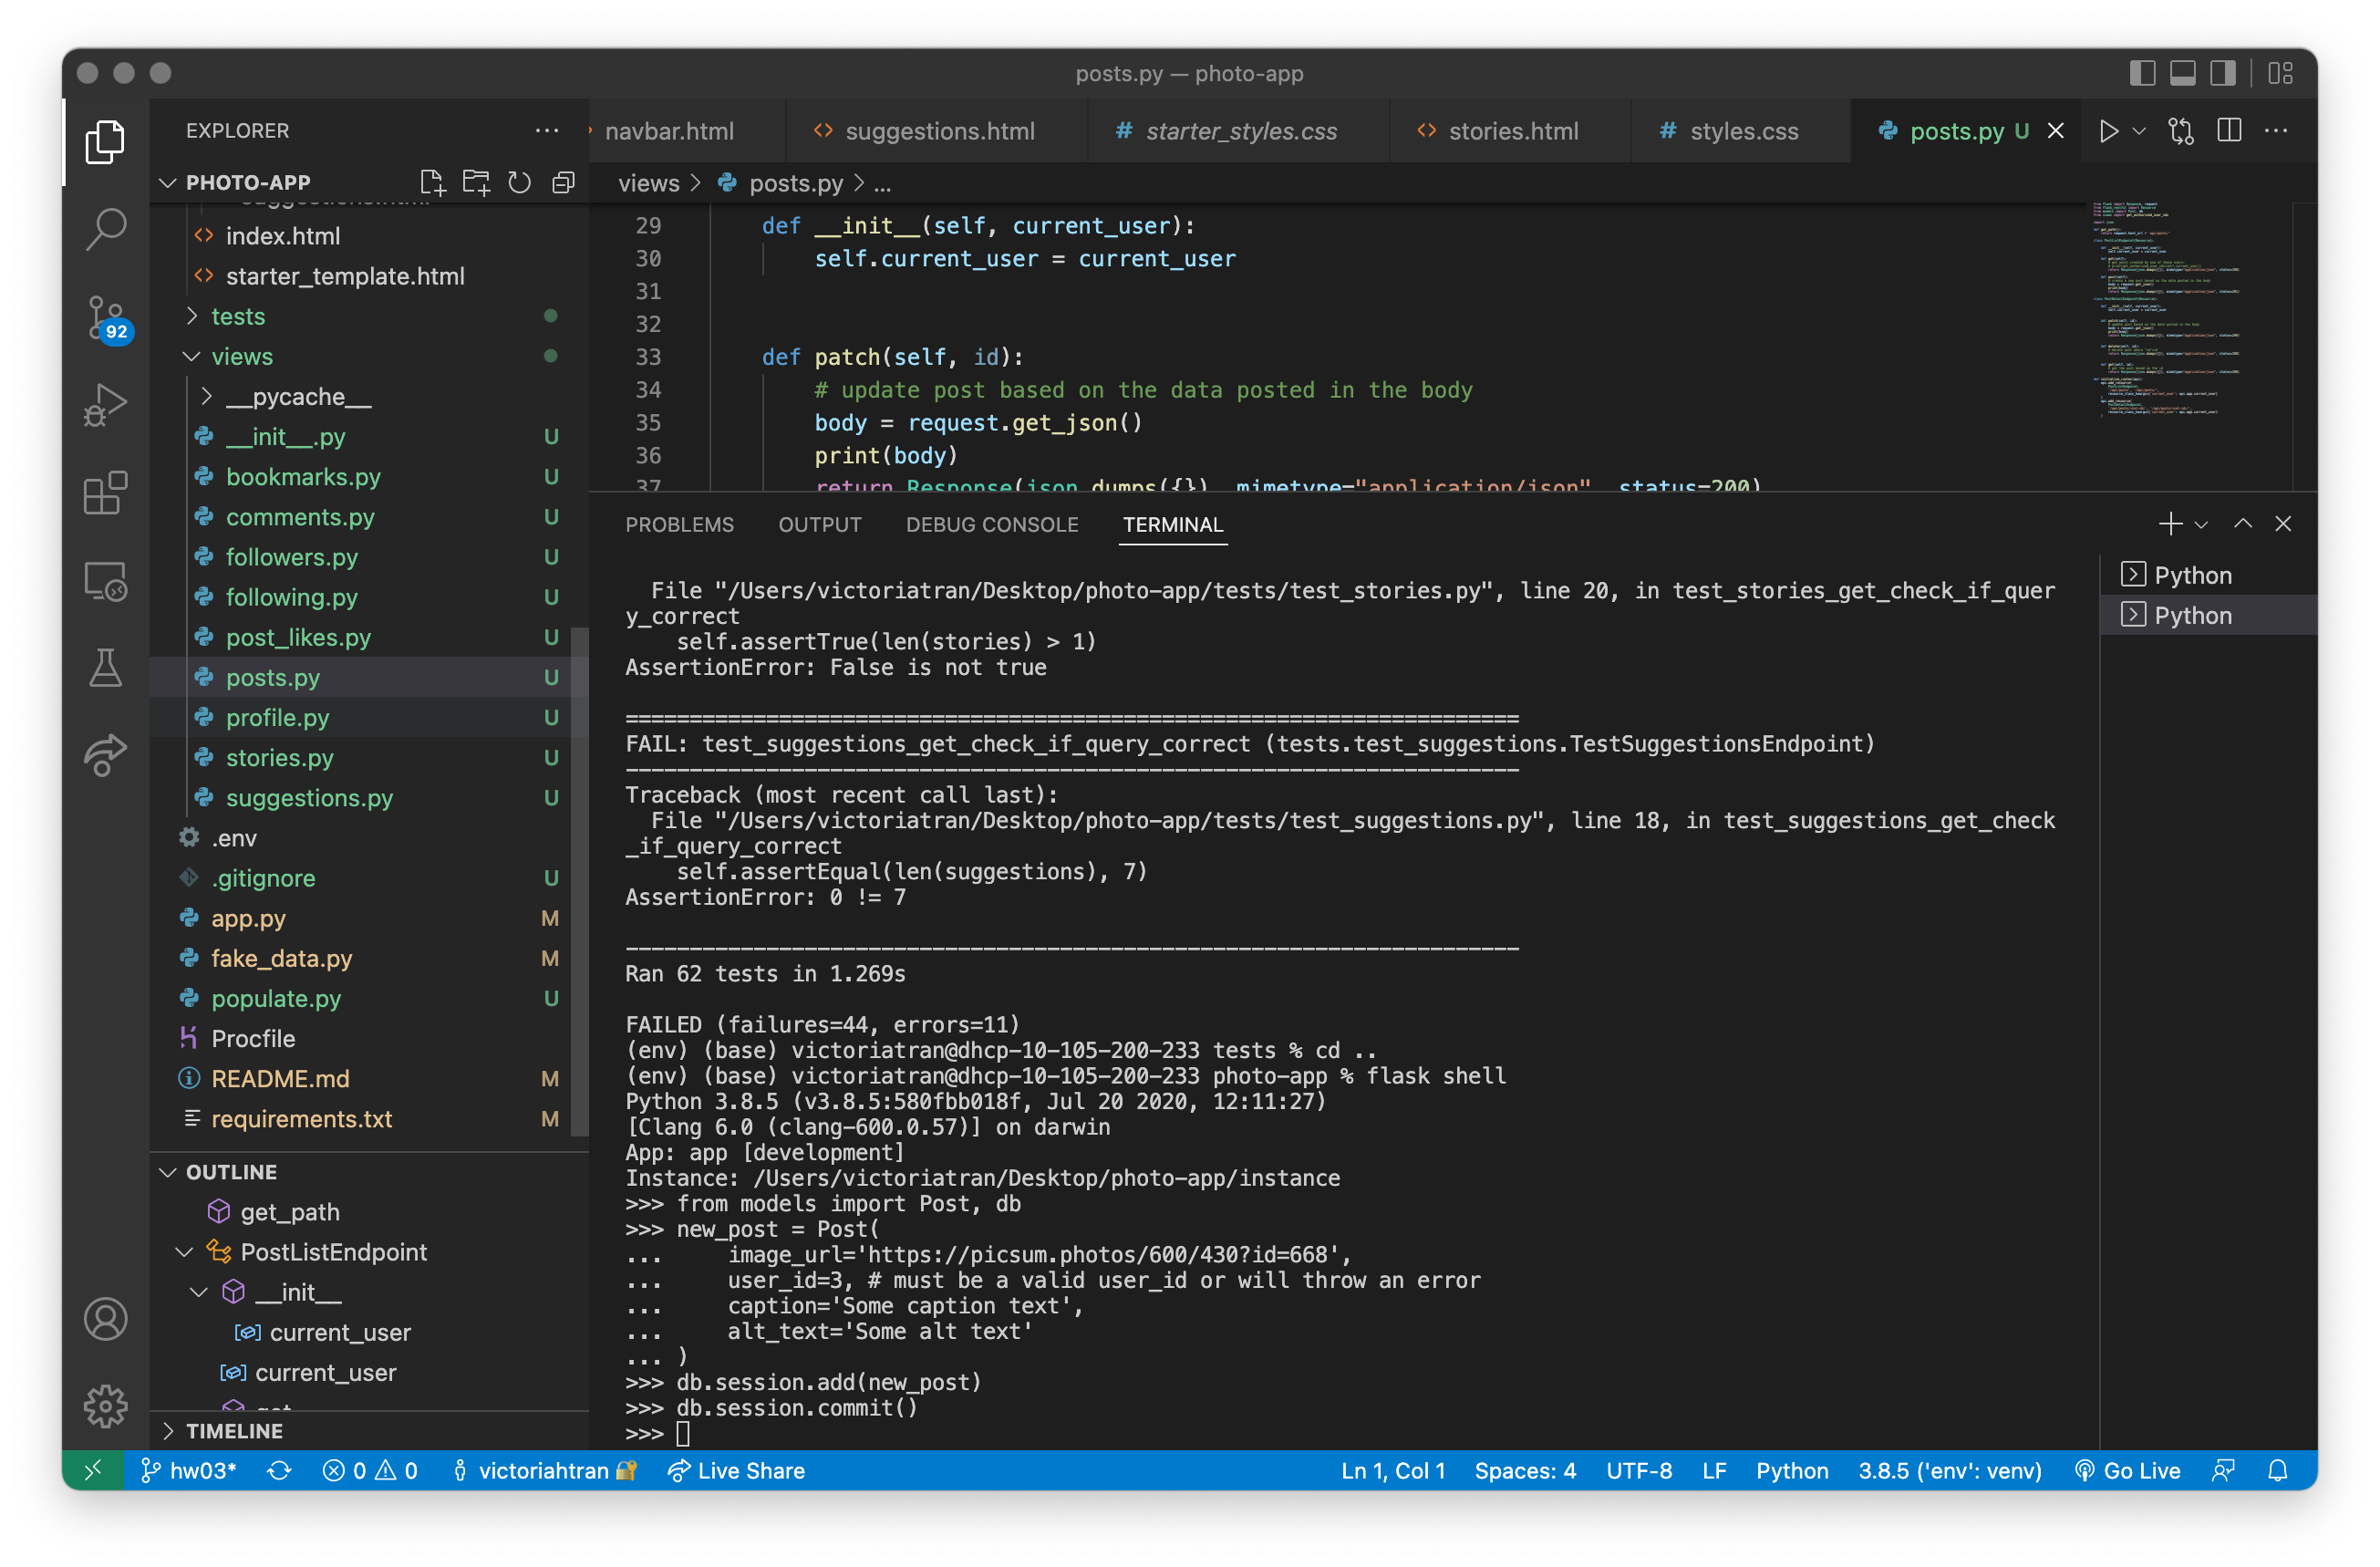 posts.py — photo-app
EXPLORER
PHOTO-APP
index.html
starter_template.html
tests
views
__pycache__
__init__.py U
bookmarks.py U
comments.py U
followers.py U
following.py U
post_likes.py U
posts.py U
profile.py U
stories.py U
suggestions.py U
.env
.gitignore U
app.py M
fake_data.py M
populate.py U
Procfile
README.md M
requirements.txt M
OUTLINE
get_path
PostListEndpoint
__init__
current_user
current_user
TIMELINE
92
navbar.html
suggestions.html
starter_styles.css
stories.html
styles.css
posts.py U
views > posts.py > ...
29 def __init__(self, current_user):
30 self.current_user = current_user
31
32
33 def patch(self, id):
34 # update post based on the data posted in the body
35 body = request.get_json()
36 print(body)
37 return Response(json.dumps({}), mimetype="application/json", status=200)
PROBLEMS OUTPUT DEBUG CONSOLE TERMINAL
File "/Users/victoriatran/Desktop/photo-app/tests/test_stories.py", line 20, in test_stories_get_check_if_quer
y_correct
self.assertTrue(len(stories) > 1)
AssertionError: False is not true
======================================================================
FAIL: test_suggestions_get_check_if_query_correct (tests.test_suggestions.TestSuggestionsEndpoint)
----------------------------------------------------------------------
Traceback (most recent call last):
File "/Users/victoriatran/Desktop/photo-app/tests/test_suggestions.py", line 18, in test_suggestions_get_check
_if_query_correct
self.assertEqual(len(suggestions), 7)
AssertionError: 0 != 7
----------------------------------------------------------------------
Ran 62 tests in 1.269s
FAILED (failures=44, errors=11)
(env) (base) victoriatran@dhcp-10-105-200-233 tests % cd ..
(env) (base) victoriatran@dhcp-10-105-200-233 photo-app % flask shell
Python 3.8.5 (v3.8.5:580fbb018f, Jul 20 2020, 12:11:27)
[Clang 6.0 (clang-600.0.57)] on darwin
App: app [development]
Instance: /Users/victoriatran/Desktop/photo-app/instance
>>> from models import Post, db
>>> new_post = Post(
... image_url='https://picsum.photos/600/430?id=668',
... user_id=3, # must be a valid user_id or will throw an error
... caption='Some caption text',
... alt_text='Some alt text'
... )
>>> db.session.add(new_post)
>>> db.session.commit()
>>>
Python
Python
hw03* 0 0 victoriahtran Live Share Ln 1, Col 1 Spaces: 4 UTF-8 LF Python 3.8.5 ('env': venv) Go Live